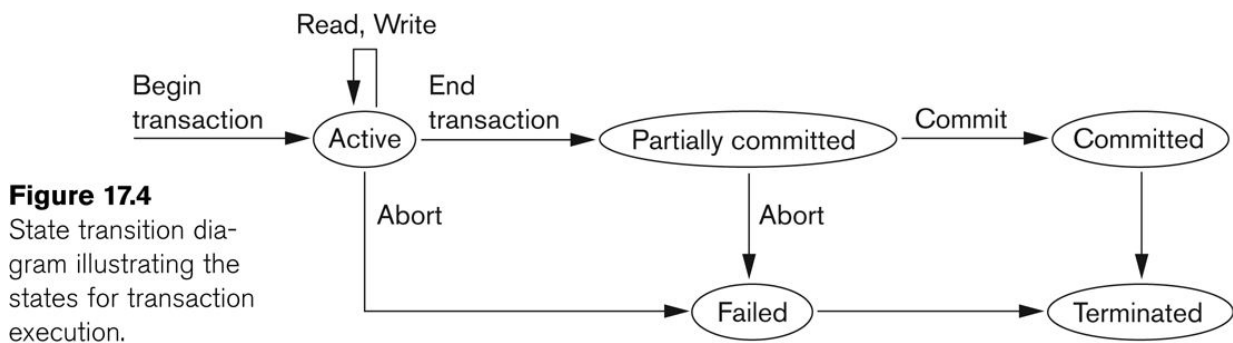 Read, Write
Begin
transaction
End
transaction
Active
Partially committed
Commit
Committed
Figure 17.4
State transition dia-
gram illustrating the
states for transaction
execution.
Abort
Abort
Failed
Terminated